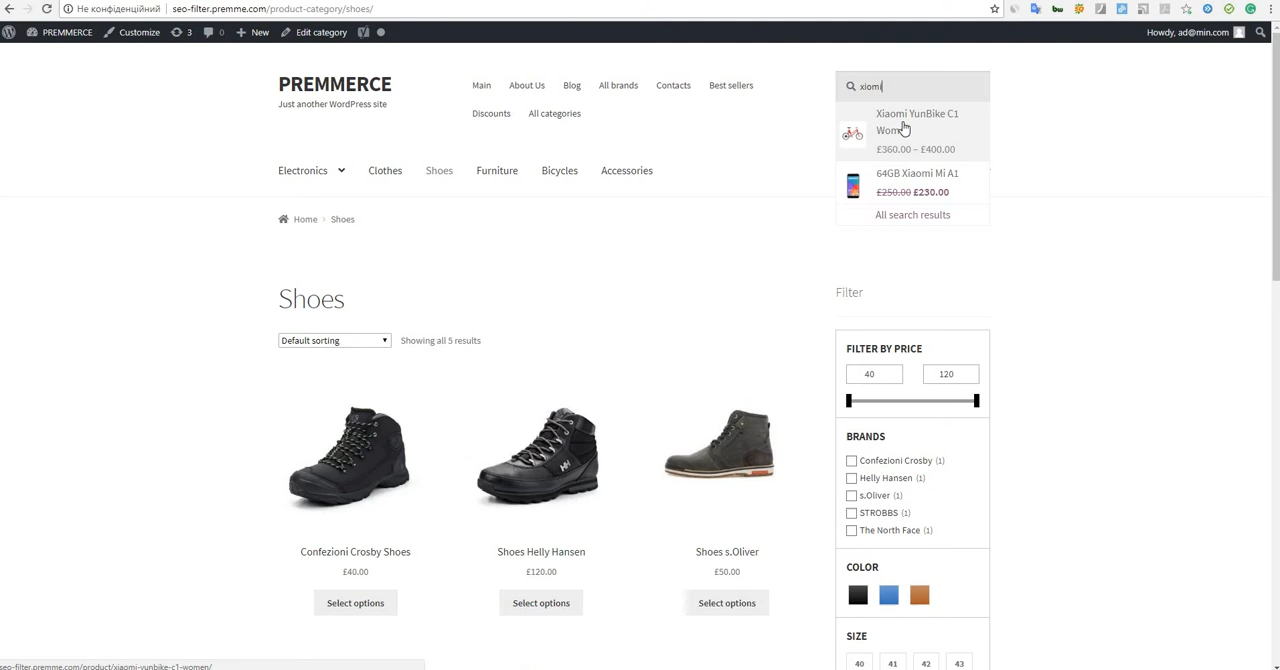 Не конфіденційний seo-filter.premme.com/product-category/shoes/
PREMMERCE Customize 3 0 New Edit category Howdy, ad@min.com
PREMMERCE
Just another WordPress site
Main About Us Blog All brands Contacts Best sellers
Discounts All categories
xiomi
Xiaomi YunBike C1
£360.00 – £400.00
64GB Xiaomi Mi A1
£250.00 £230.00
All search results
Electronics Clothes Shoes Furniture Bicycles Accessories
Home Shoes
Shoes
Default sorting Showing all 5 results
Confezioni Crosby Shoes
£40.00
Select options
Shoes Helly Hansen
£120.00
Select options
Shoes s.Oliver
£50.00
Select options
Filter
FILTER BY PRICE
40 120
BRANDS
Confezioni Crosby (1)
Helly Hansen (1)
s.Oliver (1)
STROBBS (1)
The North Face (1)
COLOR
SIZE
40 41 42 43
seo-filter.premme.com/product/xiaomi-yunbike-c1-women/